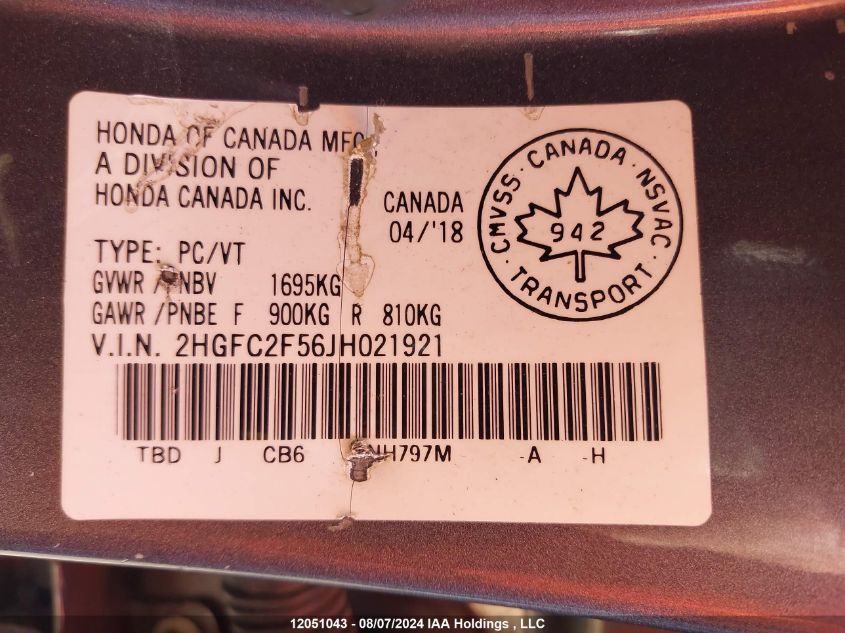 HONDA OF CANADA MFG.
A DIVISION OF
HONDA CANADA INC.
CANADA
04/'18
CMVSS · CANADA · NSVAC · TRANSPORT
942
TYPE: PC/VT
GVWR /PNBV 1695KG
GAWR /PNBE F 900KG R 810KG
V.I.N. 2HGFC2F56JH021921
TBD J CB6 NH797M -A -H
12051043 - 08/07/2024 IAA Holdings , LLC